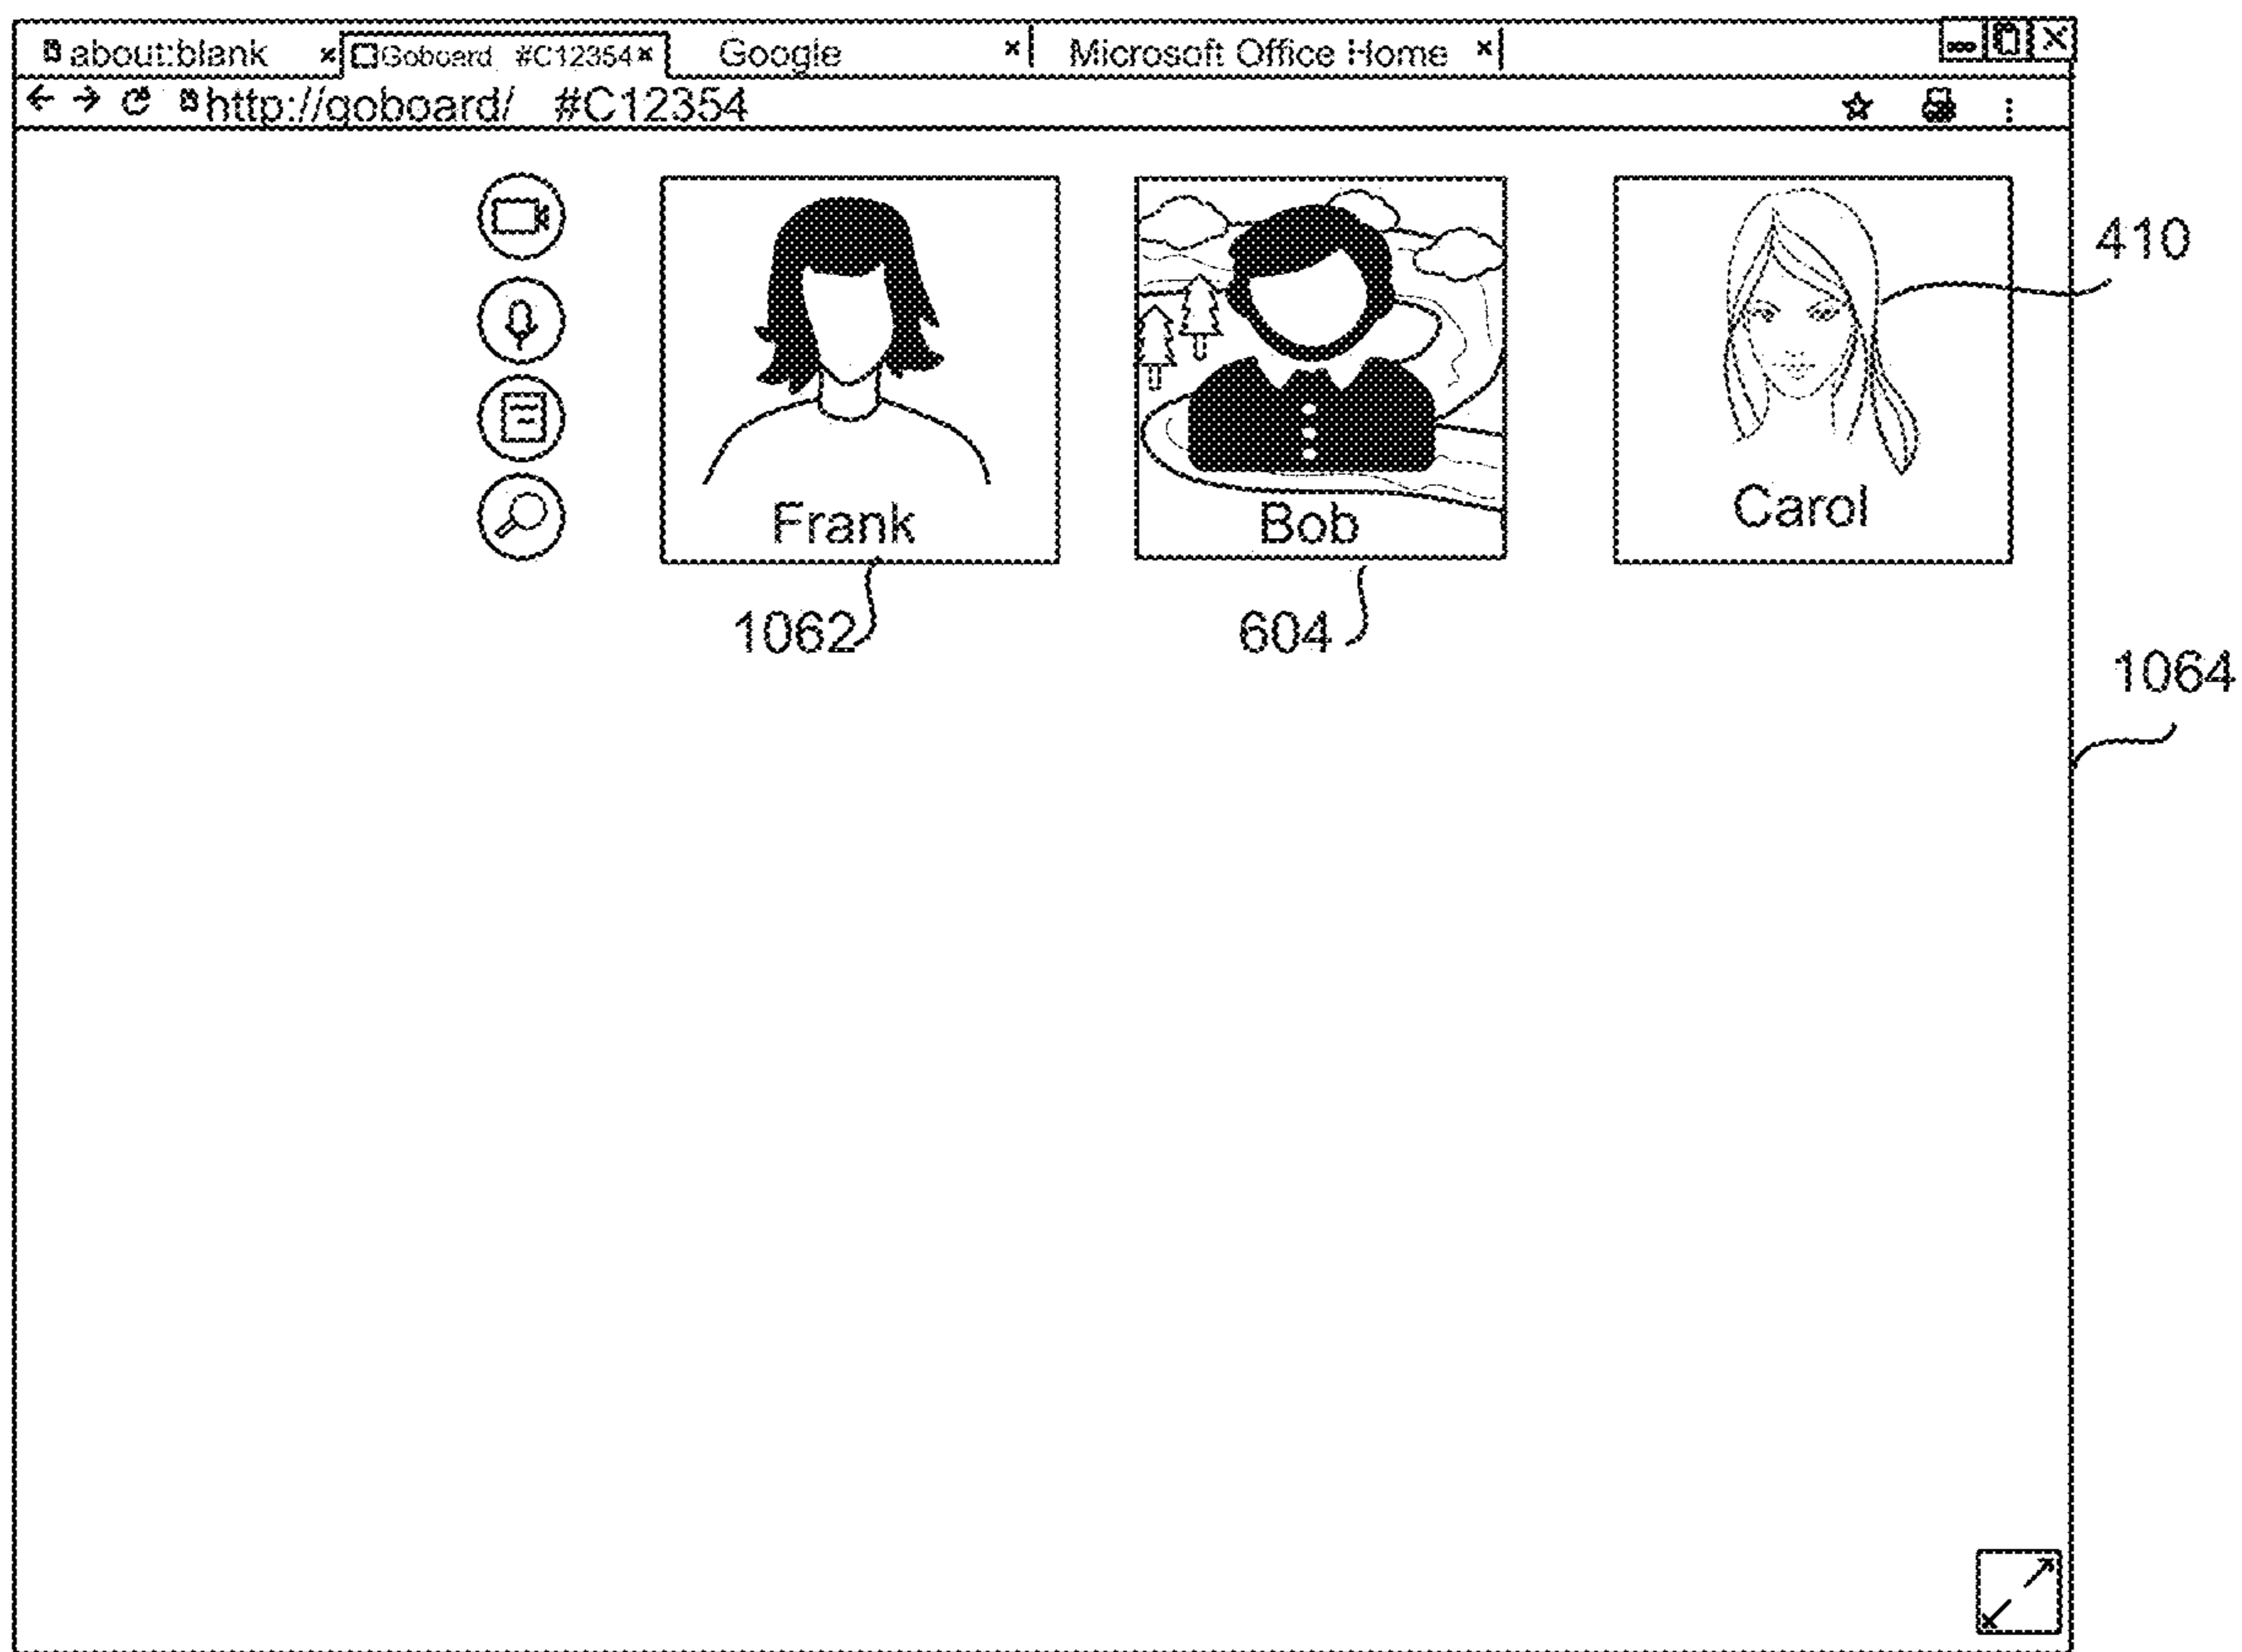 about:blank × Goboard #C12354 × Google × Microsoft Office Home ×
http://goboard/ #C12354
410
Frank Bob Carol
1062 604
1064